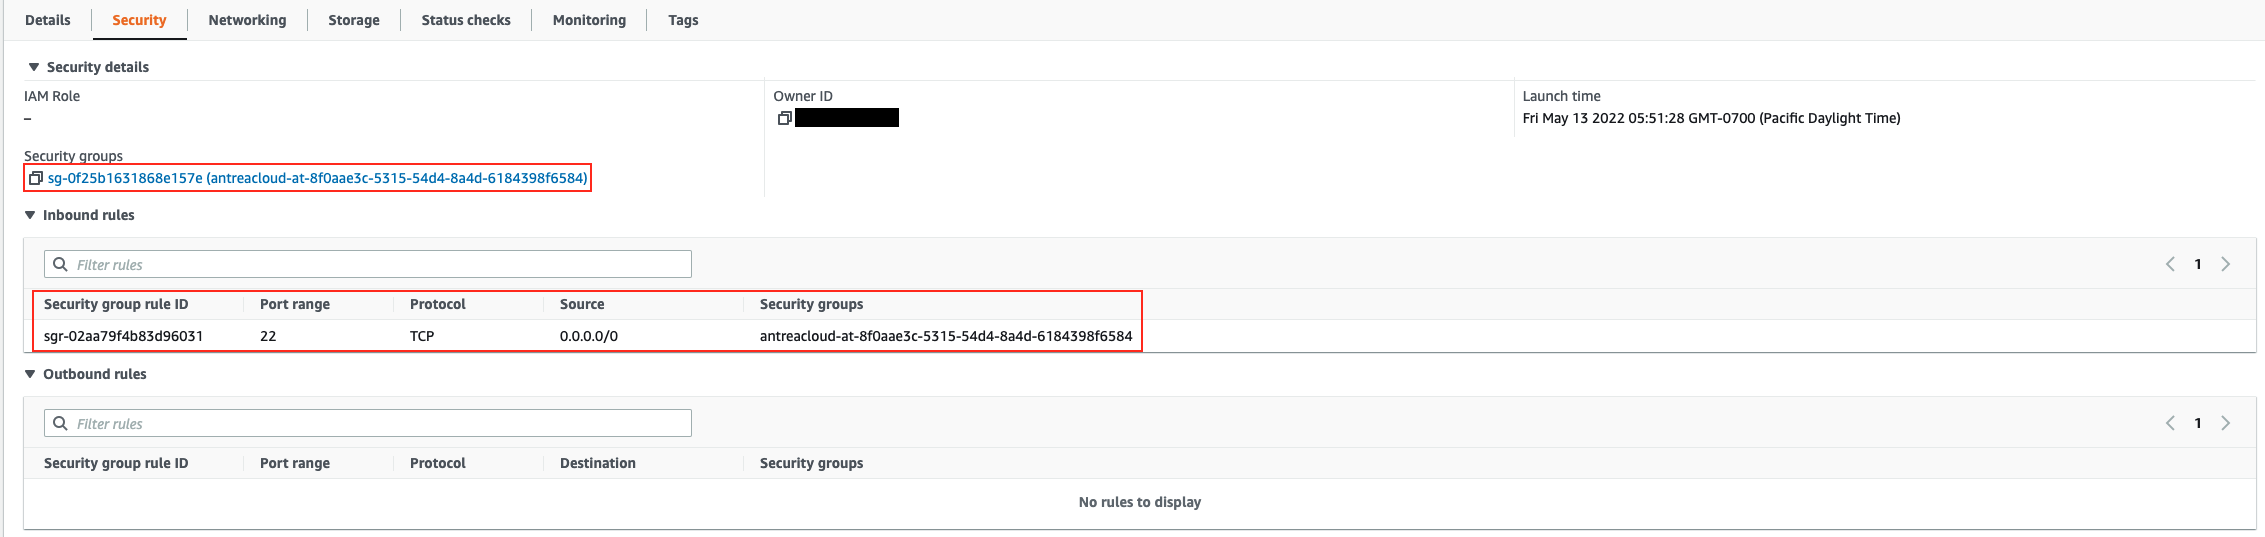 Details Security Networking Storage Status checks Monitoring Tags
Security details
IAM Role Owner ID Launch time
– Fri May 13 2022 05:51:28 GMT-0700 (Pacific Daylight Time)
Security groups
sg-0f25b1631868e157e (antreacloud-at-8f0aae3c-5315-54d4-8a4d-6184398f6584)
Inbound rules
Filter rules 1
Security group rule ID Port range Protocol Source Security groups
sgr-02aa79f4b83d96031 22 TCP 0.0.0.0/0 antreacloud-at-8f0aae3c-5315-54d4-8a4d-6184398f6584
Outbound rules
Filter rules 1
Security group rule ID Port range Protocol Destination Security groups
No rules to display